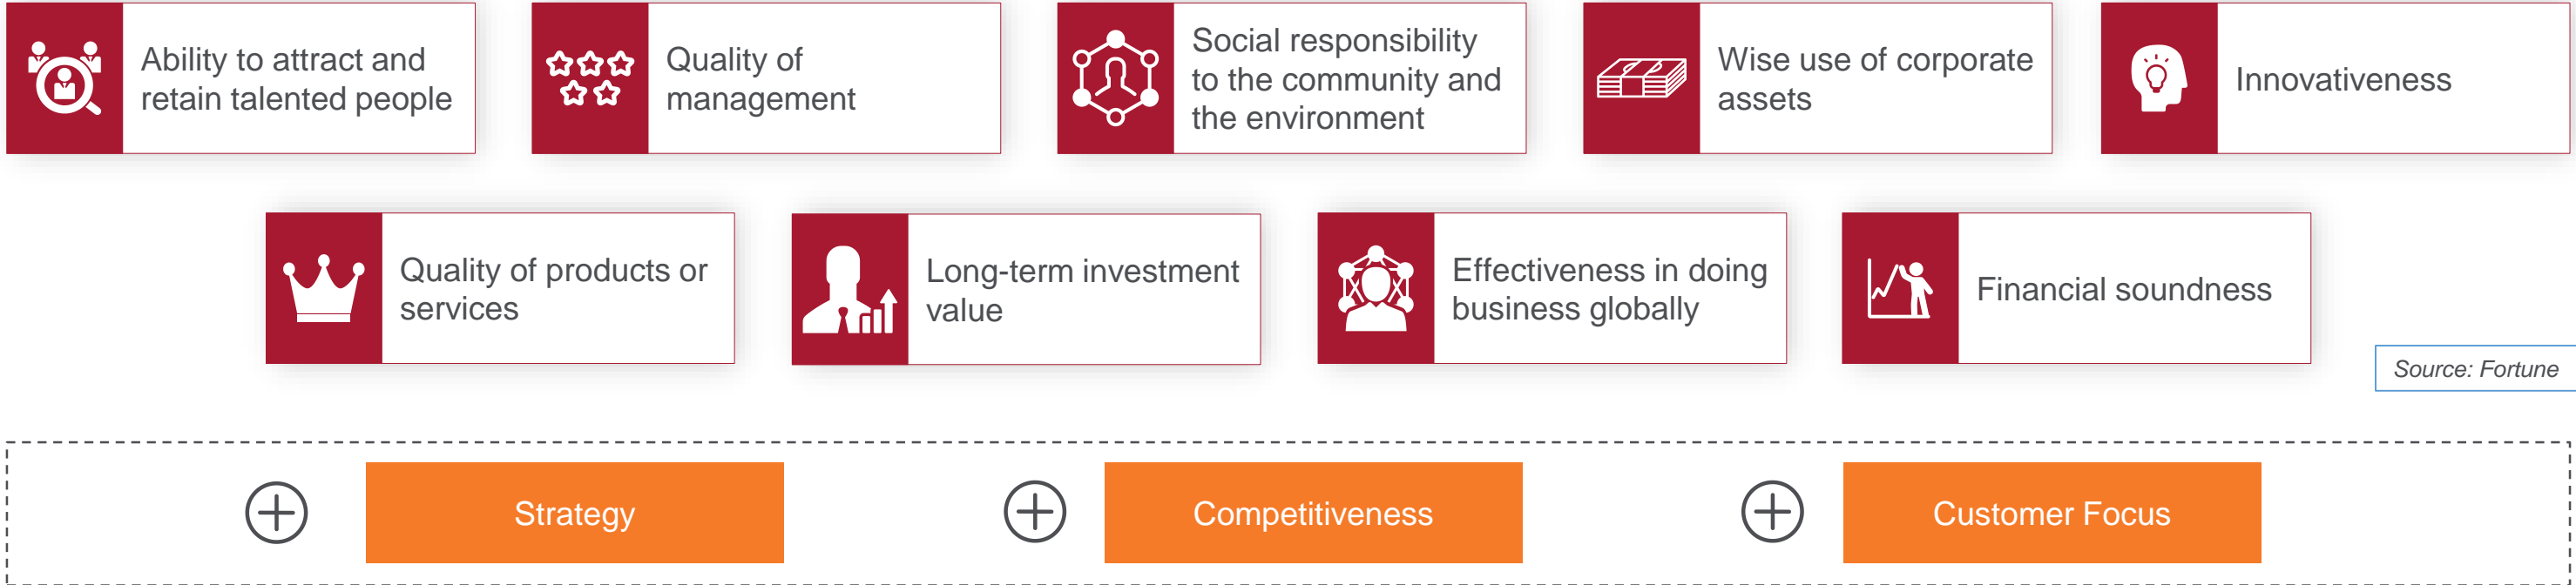 Ability to attract and
retain talented people
Quality of
management
Social responsibility
to the community and
the environment
Wise use of corporate
assets
Innovativeness
Quality of products or
services
Long-term investment
value
Effectiveness in doing
business globally
Financial soundness
Source: Fortune
Strategy
Competitiveness
Customer Focus